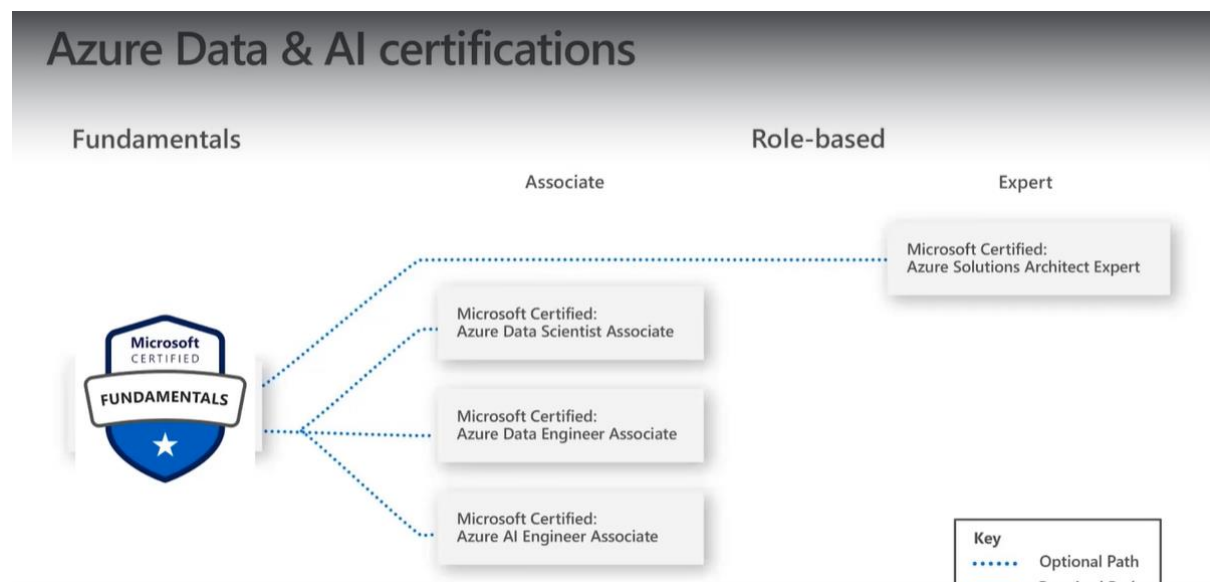 Azure Data & AI certifications
Fundamentals
Role-based
Associate
Expert
Microsoft Certified:
Azure Solutions Architect Expert
Microsoft Certified:
Azure Data Scientist Associate
Microsoft
CERTIFIED
FUNDAMENTALS
Microsoft Certified:
Azure Data Engineer Associate
Microsoft Certified:
Azure AI Engineer Associate
Key
Optional Path